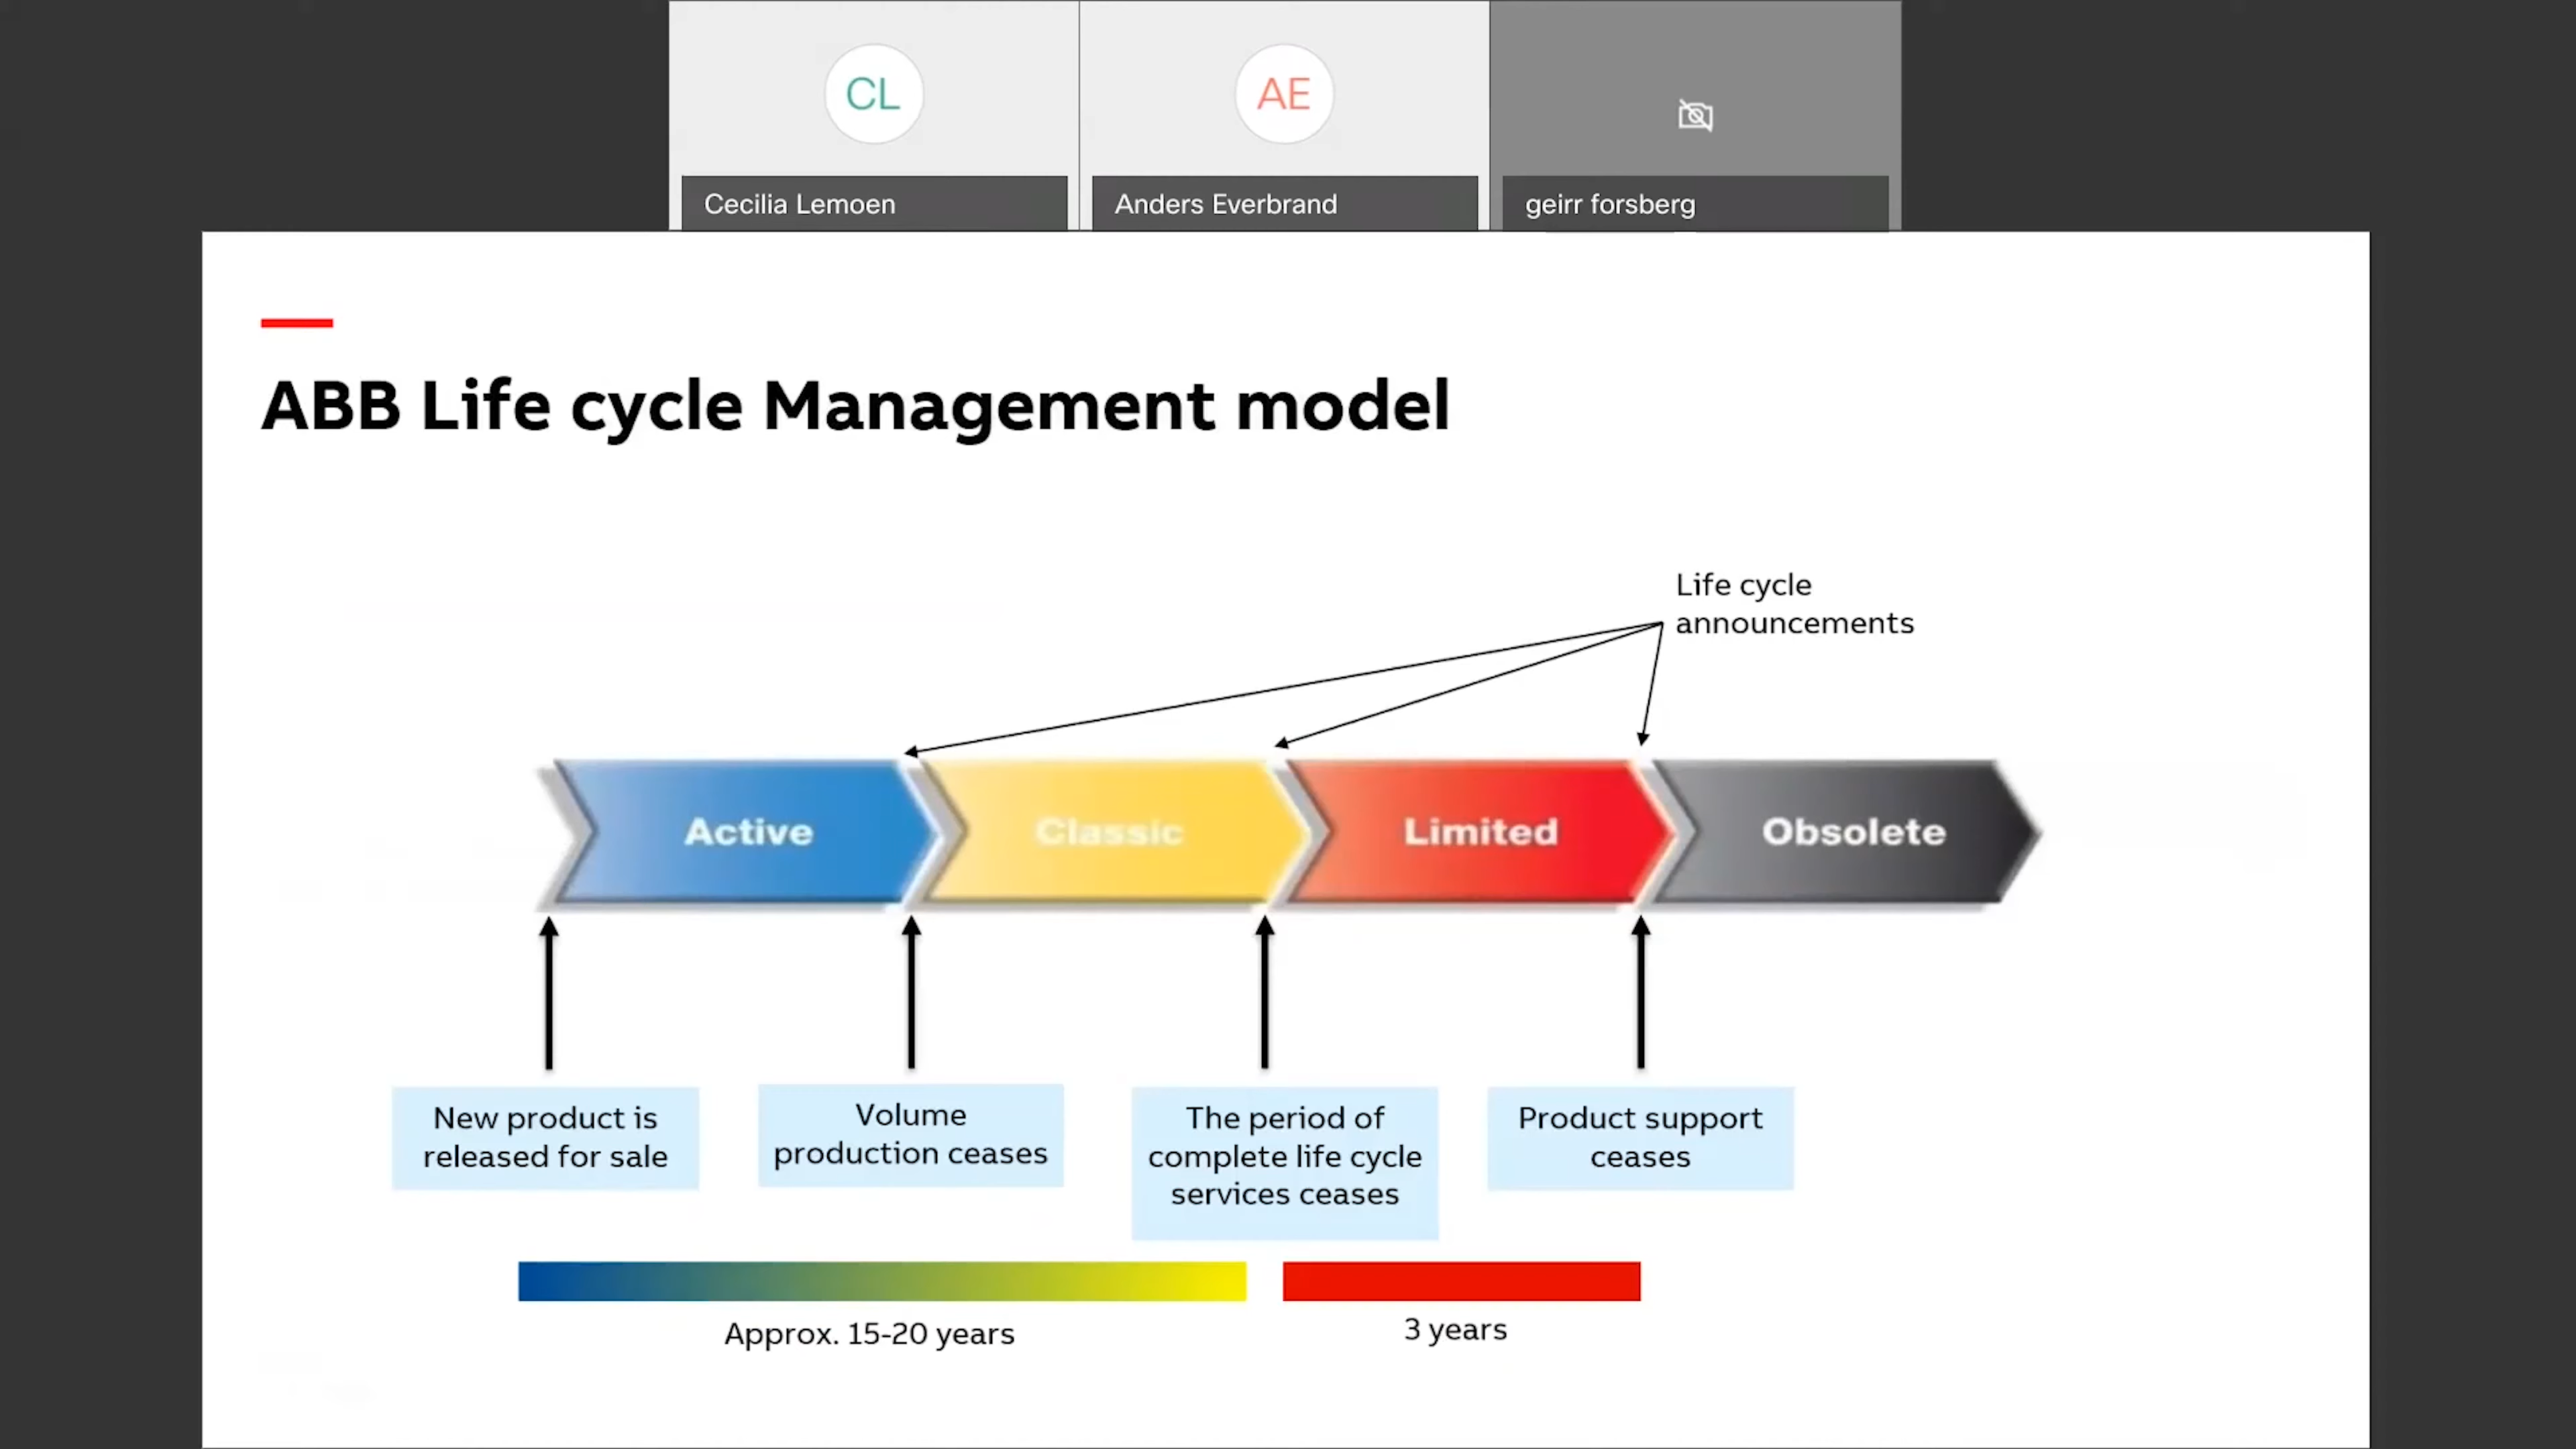 CL
AE
Cecilia Lemoen
Anders Everbrand
geirr forsberg
ABB Life cycle Management model
Life cycle
announcements
Active
Classic
Limited
Obsolete
New product is
released for sale
Volume
production ceases
The period of
complete life cycle
services ceases
Product support
ceases
Approx. 15-20 years
3 years